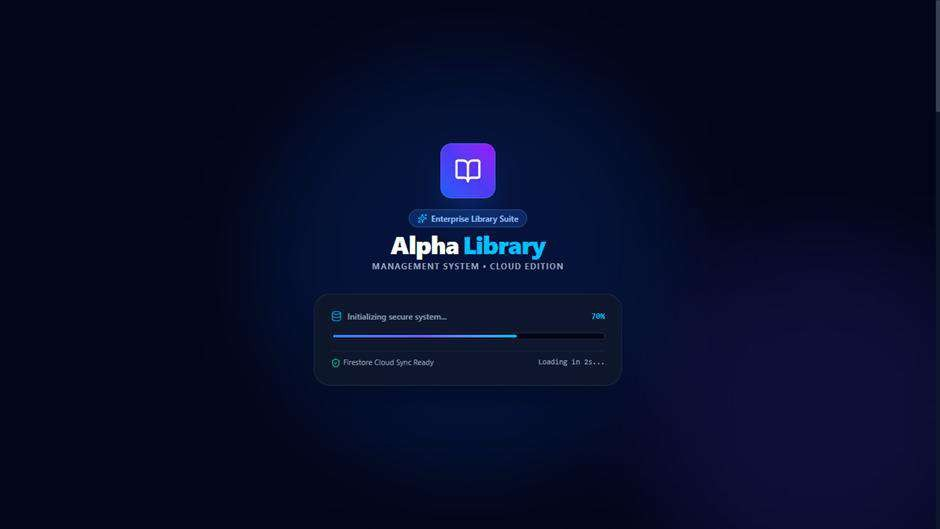 Enterprise Library Suite
Alpha Library
MANAGEMENT SYSTEM • CLOUD EDITION
Initializing secure system... 70%
Firestore Cloud Sync Ready Loading in 2s...